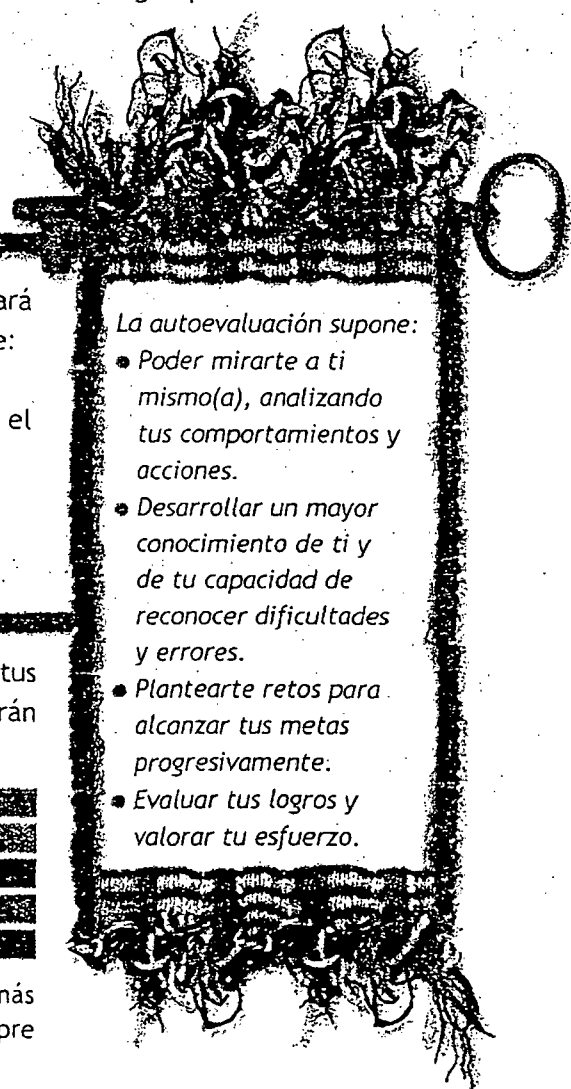 ará
e:
el
tus
rán
más
pre
La autoevaluación supone:
• Poder mirarte a ti
mismo(a), analizando
tus comportamientos y
acciones.
• Desarrollar un mayor
conocimiento de ti y
de tu capacidad de
reconocer dificultades
y errores.
• Plantearte retos para
alcanzar tus metas
progresivamente.
• Evaluar tus logros y
valorar tu esfuerzo.